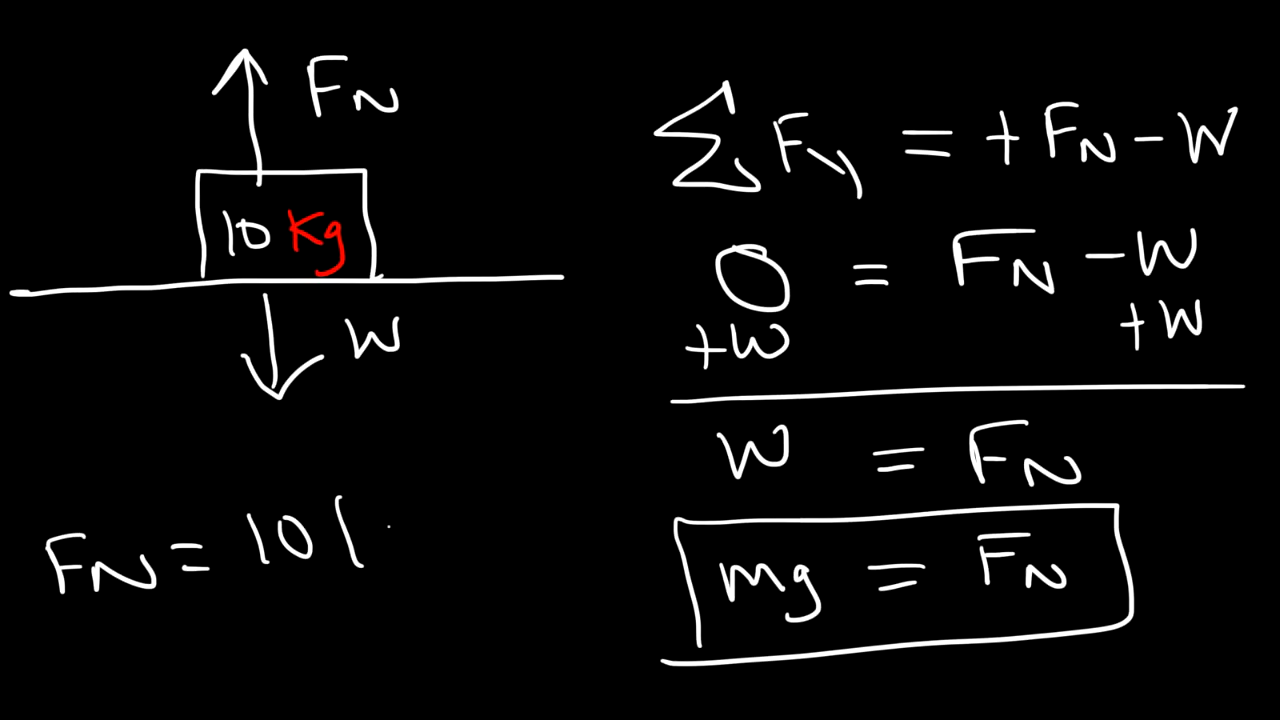 F_N
10 Kg
W
F_N = 10(
ΣF_y = +F_N - W
0 = F_N - W
+W +W
W = F_N
mg = F_N